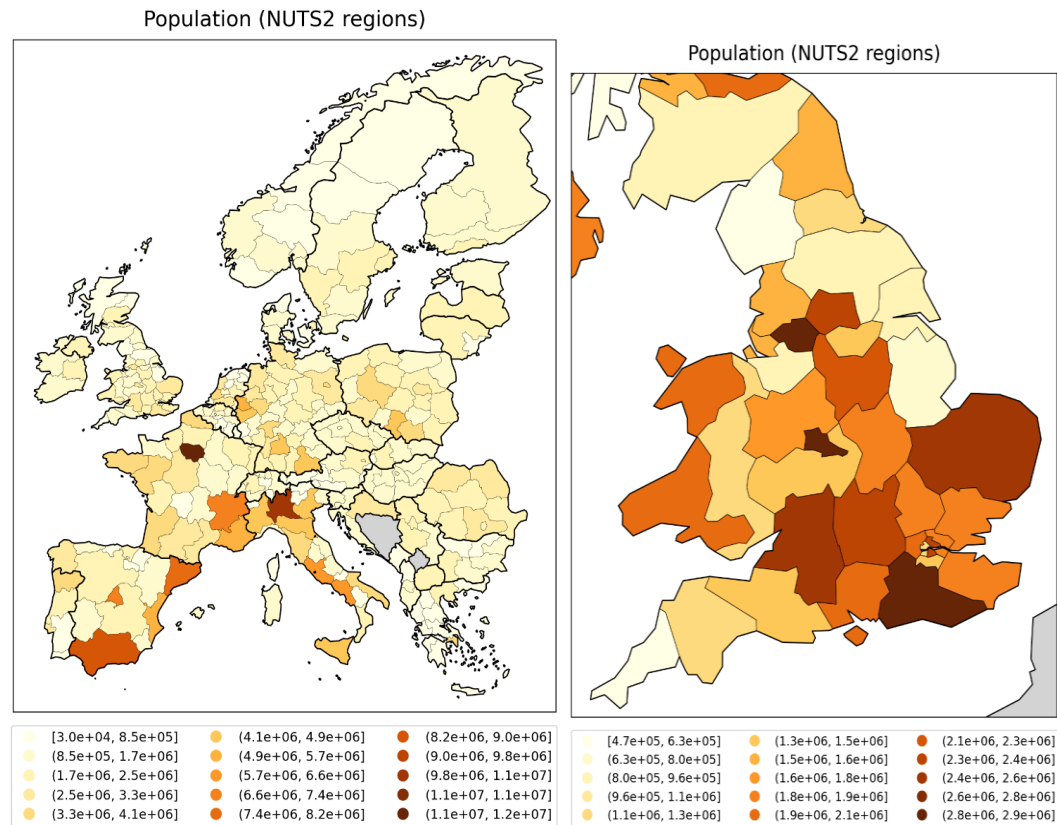 Population (NUTS2 regions)
[3.0e+04, 8.5e+05]
(8.5e+05, 1.7e+06]
(1.7e+06, 2.5e+06]
(2.5e+06, 3.3e+06]
(3.3e+06, 4.1e+06]
(4.1e+06, 4.9e+06]
(4.9e+06, 5.7e+06]
(5.7e+06, 6.6e+06]
(6.6e+06, 7.4e+06]
(7.4e+06, 8.2e+06]
(8.2e+06, 9.0e+06]
(9.0e+06, 9.8e+06]
(9.8e+06, 1.1e+07]
(1.1e+07, 1.1e+07]
(1.1e+07, 1.2e+07]
Population (NUTS2 regions)
[4.7e+05, 6.3e+05]
(6.3e+05, 8.0e+05]
(8.0e+05, 9.6e+05]
(9.6e+05, 1.1e+06]
(1.1e+06, 1.3e+06]
(1.3e+06, 1.5e+06]
(1.5e+06, 1.6e+06]
(1.6e+06, 1.8e+06]
(1.8e+06, 1.9e+06]
(1.9e+06, 2.1e+06]
(2.1e+06, 2.3e+06]
(2.3e+06, 2.4e+06]
(2.4e+06, 2.6e+06]
(2.6e+06, 2.8e+06]
(2.8e+06, 2.9e+06]